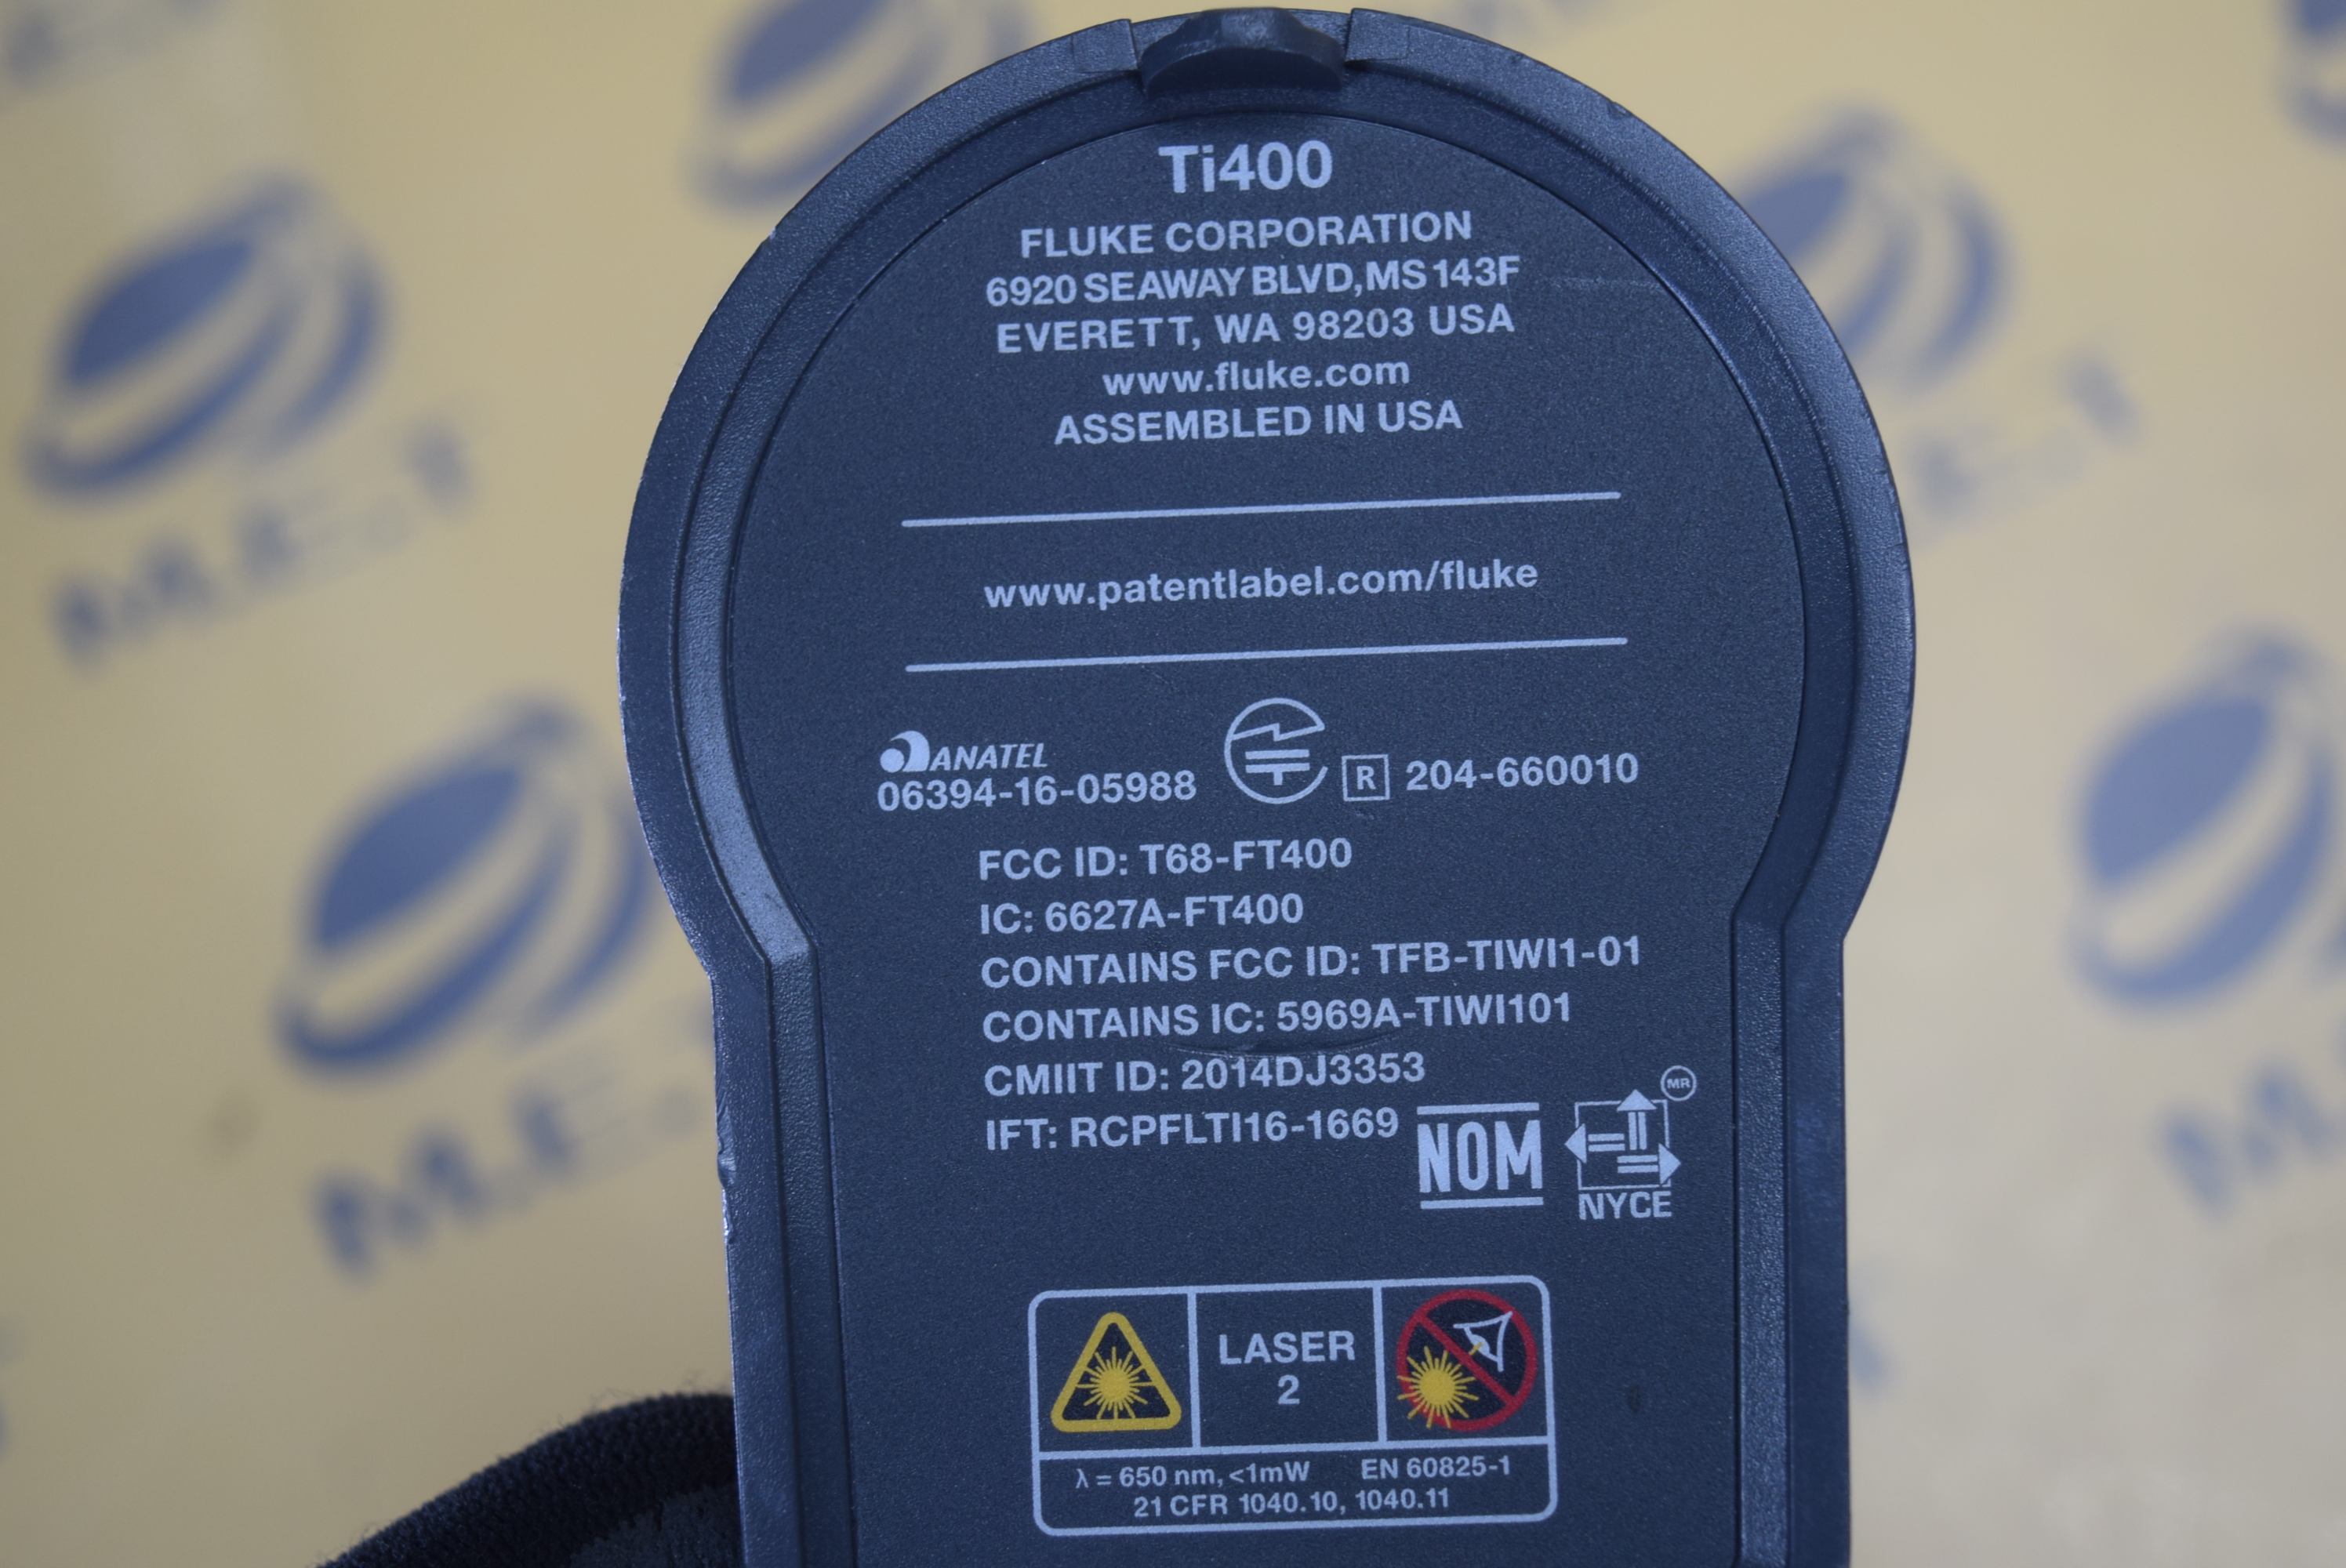 Ti400
FLUKE CORPORATION
6920 SEAWAY BLVD,MS 143F
EVERETT, WA 98203 USA
www.fluke.com
ASSEMBLED IN USA
www.patentlabel.com/fluke
ANATEL
06394-16-05988
R 204-660010
FCC ID: T68-FT400
IC: 6627A-FT400
CONTAINS FCC ID: TFB-TIWI1-01
CONTAINS IC: 5969A-TIWI101
CMIIT ID: 2014DJ3353
IFT: RCPFLTI16-1669
NOM
MR
NYCE
LASER
2
λ = 650 nm, <1mW EN 60825-1
21 CFR 1040.10, 1040.11